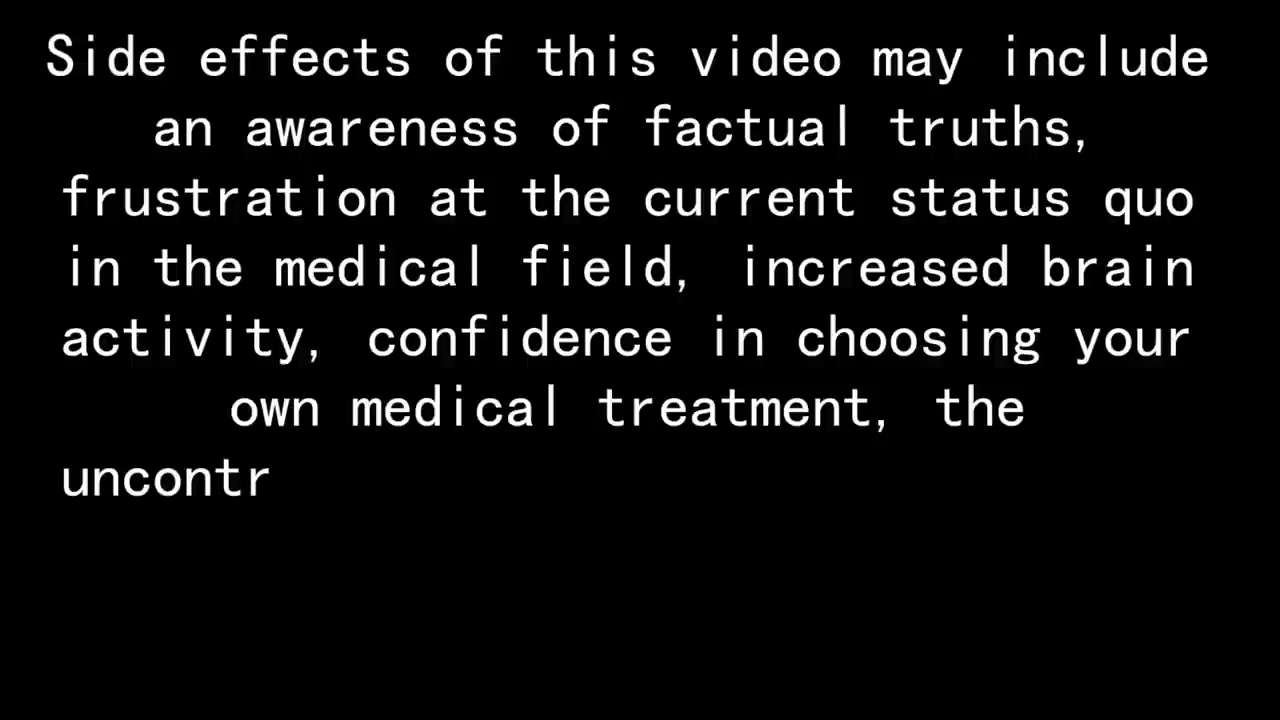 Side effects of this video may include
an awareness of factual truths,
frustration at the current status quo
in the medical field, increased brain
activity, confidence in choosing your
own medical treatment, the
uncontr